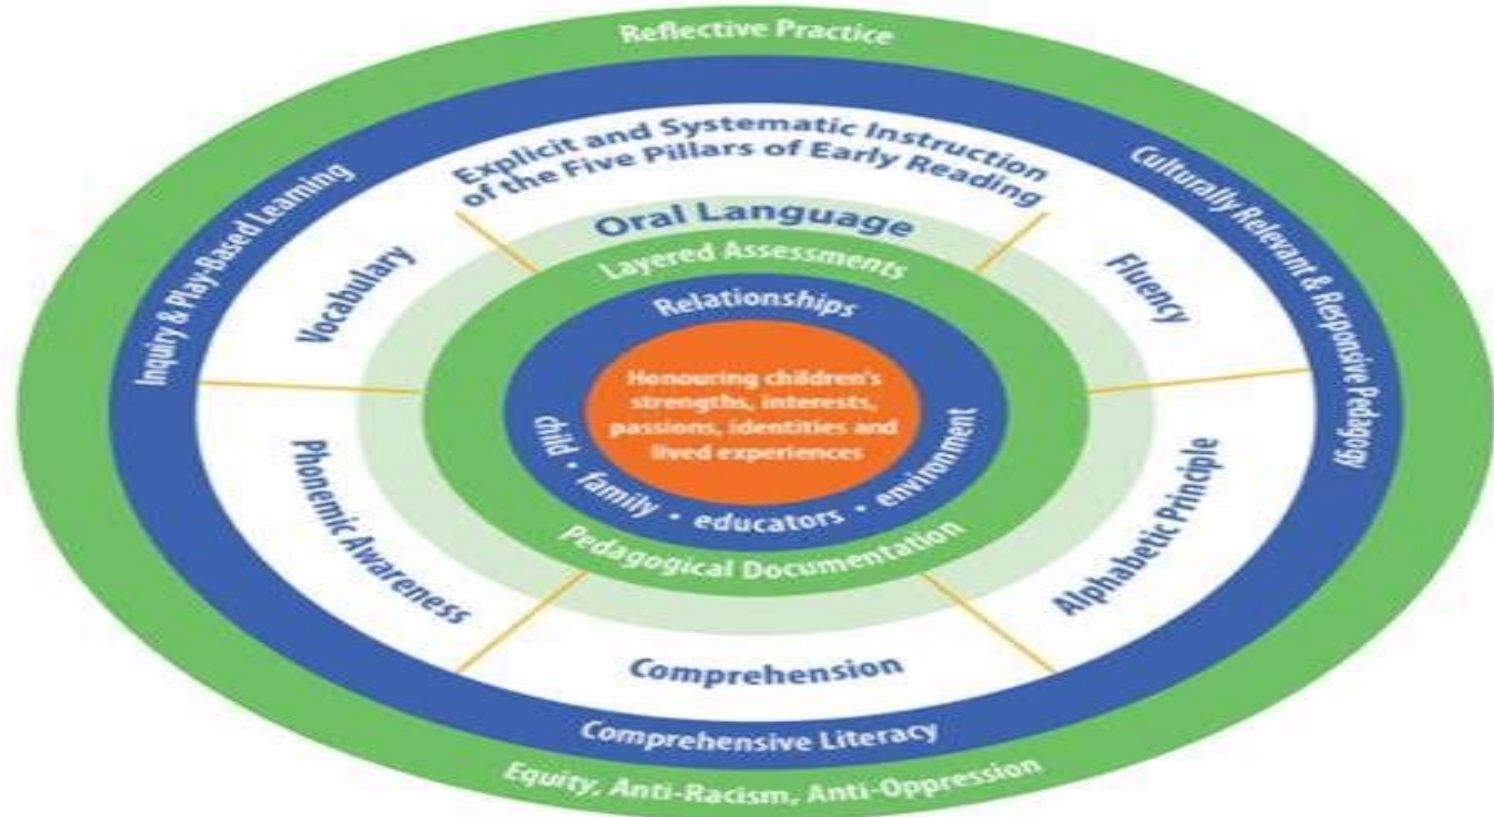 Reflective Practice
Inquiry & Play-Based Learning
Culturally Relevant & Responsive Pedagogy
Explicit and Systematic Instruction
of the Five Pillars of Early Reading
Oral Language
Layered Assessments
Relationships
Vocabulary
Fluency
Honouring children's
strengths, interests,
passions, identities and
lived experiences
child • family • educators • environment
Pedagogical Documentation
Phonemic Awareness
Alphabetic Principle
Comprehension
Comprehensive Literacy
Equity, Anti-Racism, Anti-Oppression